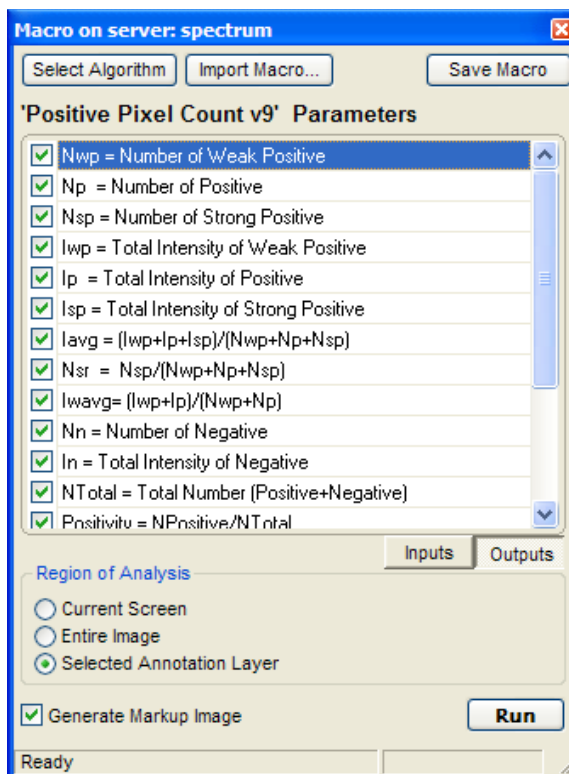 Macro on server: spectrum
Select Algorithm Import Macro... Save Macro
'Positive Pixel Count v9' Parameters
Nwp = Number of Weak Positive
Np = Number of Positive
Nsp = Number of Strong Positive
Iwp = Total Intensity of Weak Positive
Ip = Total Intensity of Positive
Isp = Total Intensity of Strong Positive
Iavg = (Iwp+Ip+Isp)/(Nwp+Np+Nsp)
Nsr = Nsp/(Nwp+Np+Nsp)
Iwavg= (Iwp+Ip)/(Nwp+Np)
Nn = Number of Negative
In = Total Intensity of Negative
NTotal = Total Number (Positive+Negative)
Positivity = NPositive/NTotal
Inputs Outputs
Region of Analysis
Current Screen
Entire Image
Selected Annotation Layer
Generate Markup Image Run
Ready